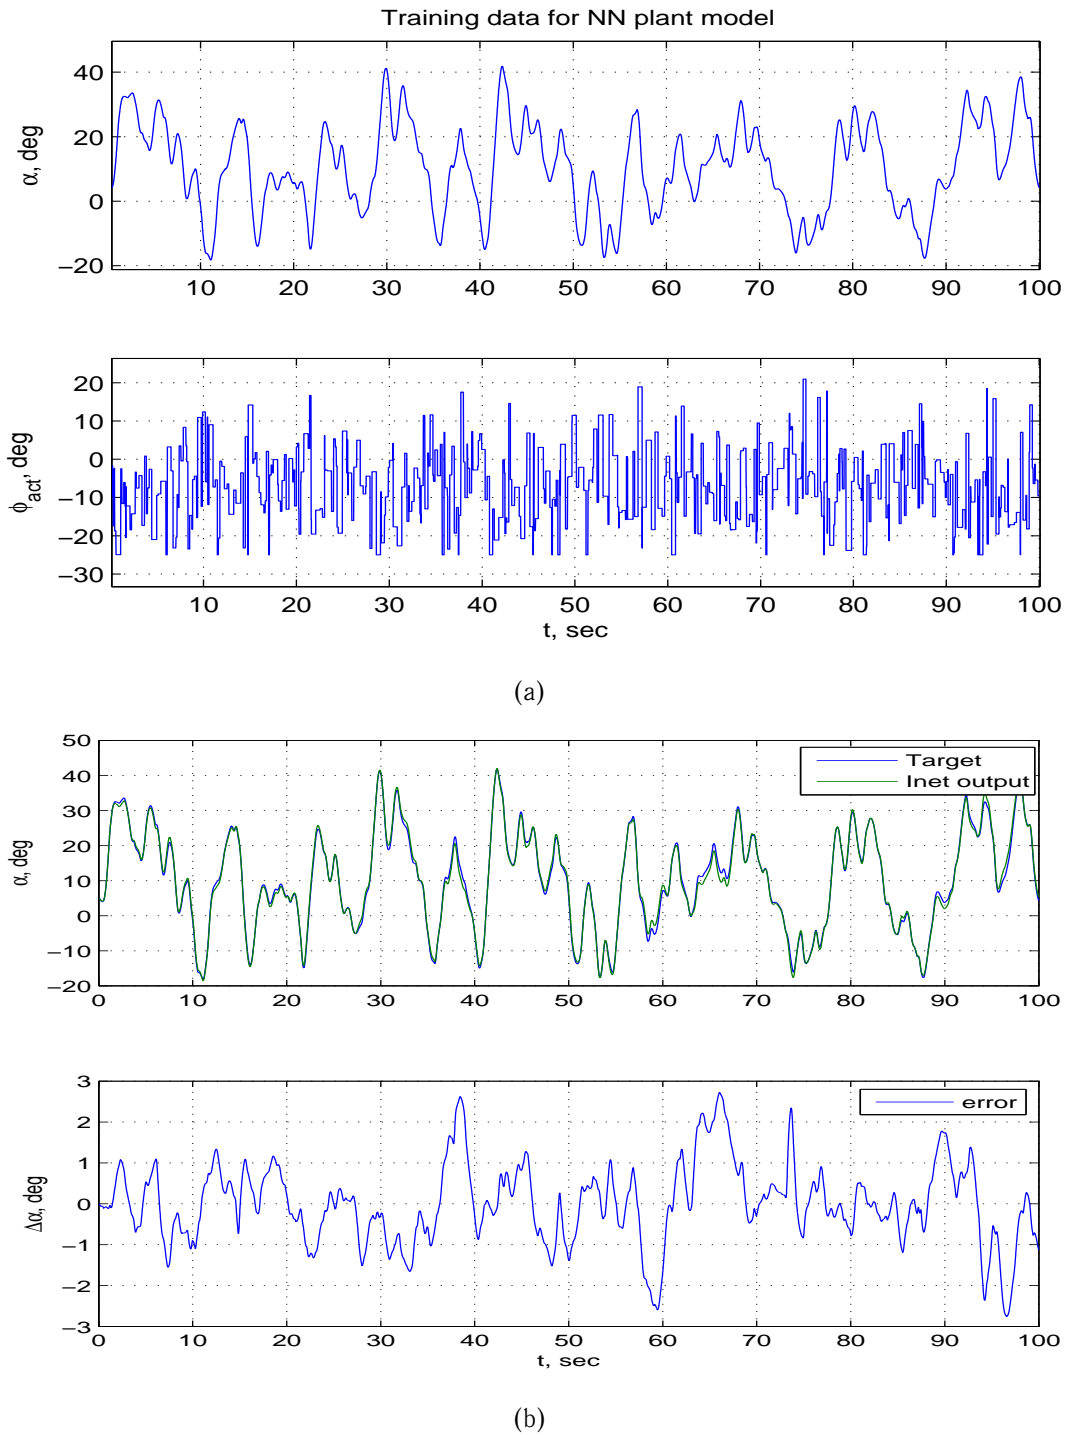 Training data for NN plant model
α, deg
40
20
0
−20
10 20 30 40 50 60 70 80 90 100
ϕact, deg
20
10
0
−10
−20
−30
10 20 30 40 50 60 70 80 90 100
t, sec
(a)
α, deg
50
40
30
20
10
0
−10
−20
Target
Inet output
0 10 20 30 40 50 60 70 80 90 100
Δα, deg
3
2
1
0
−1
−2
−3
error
0 10 20 30 40 50 60 70 80 90 100
t, sec
(b)